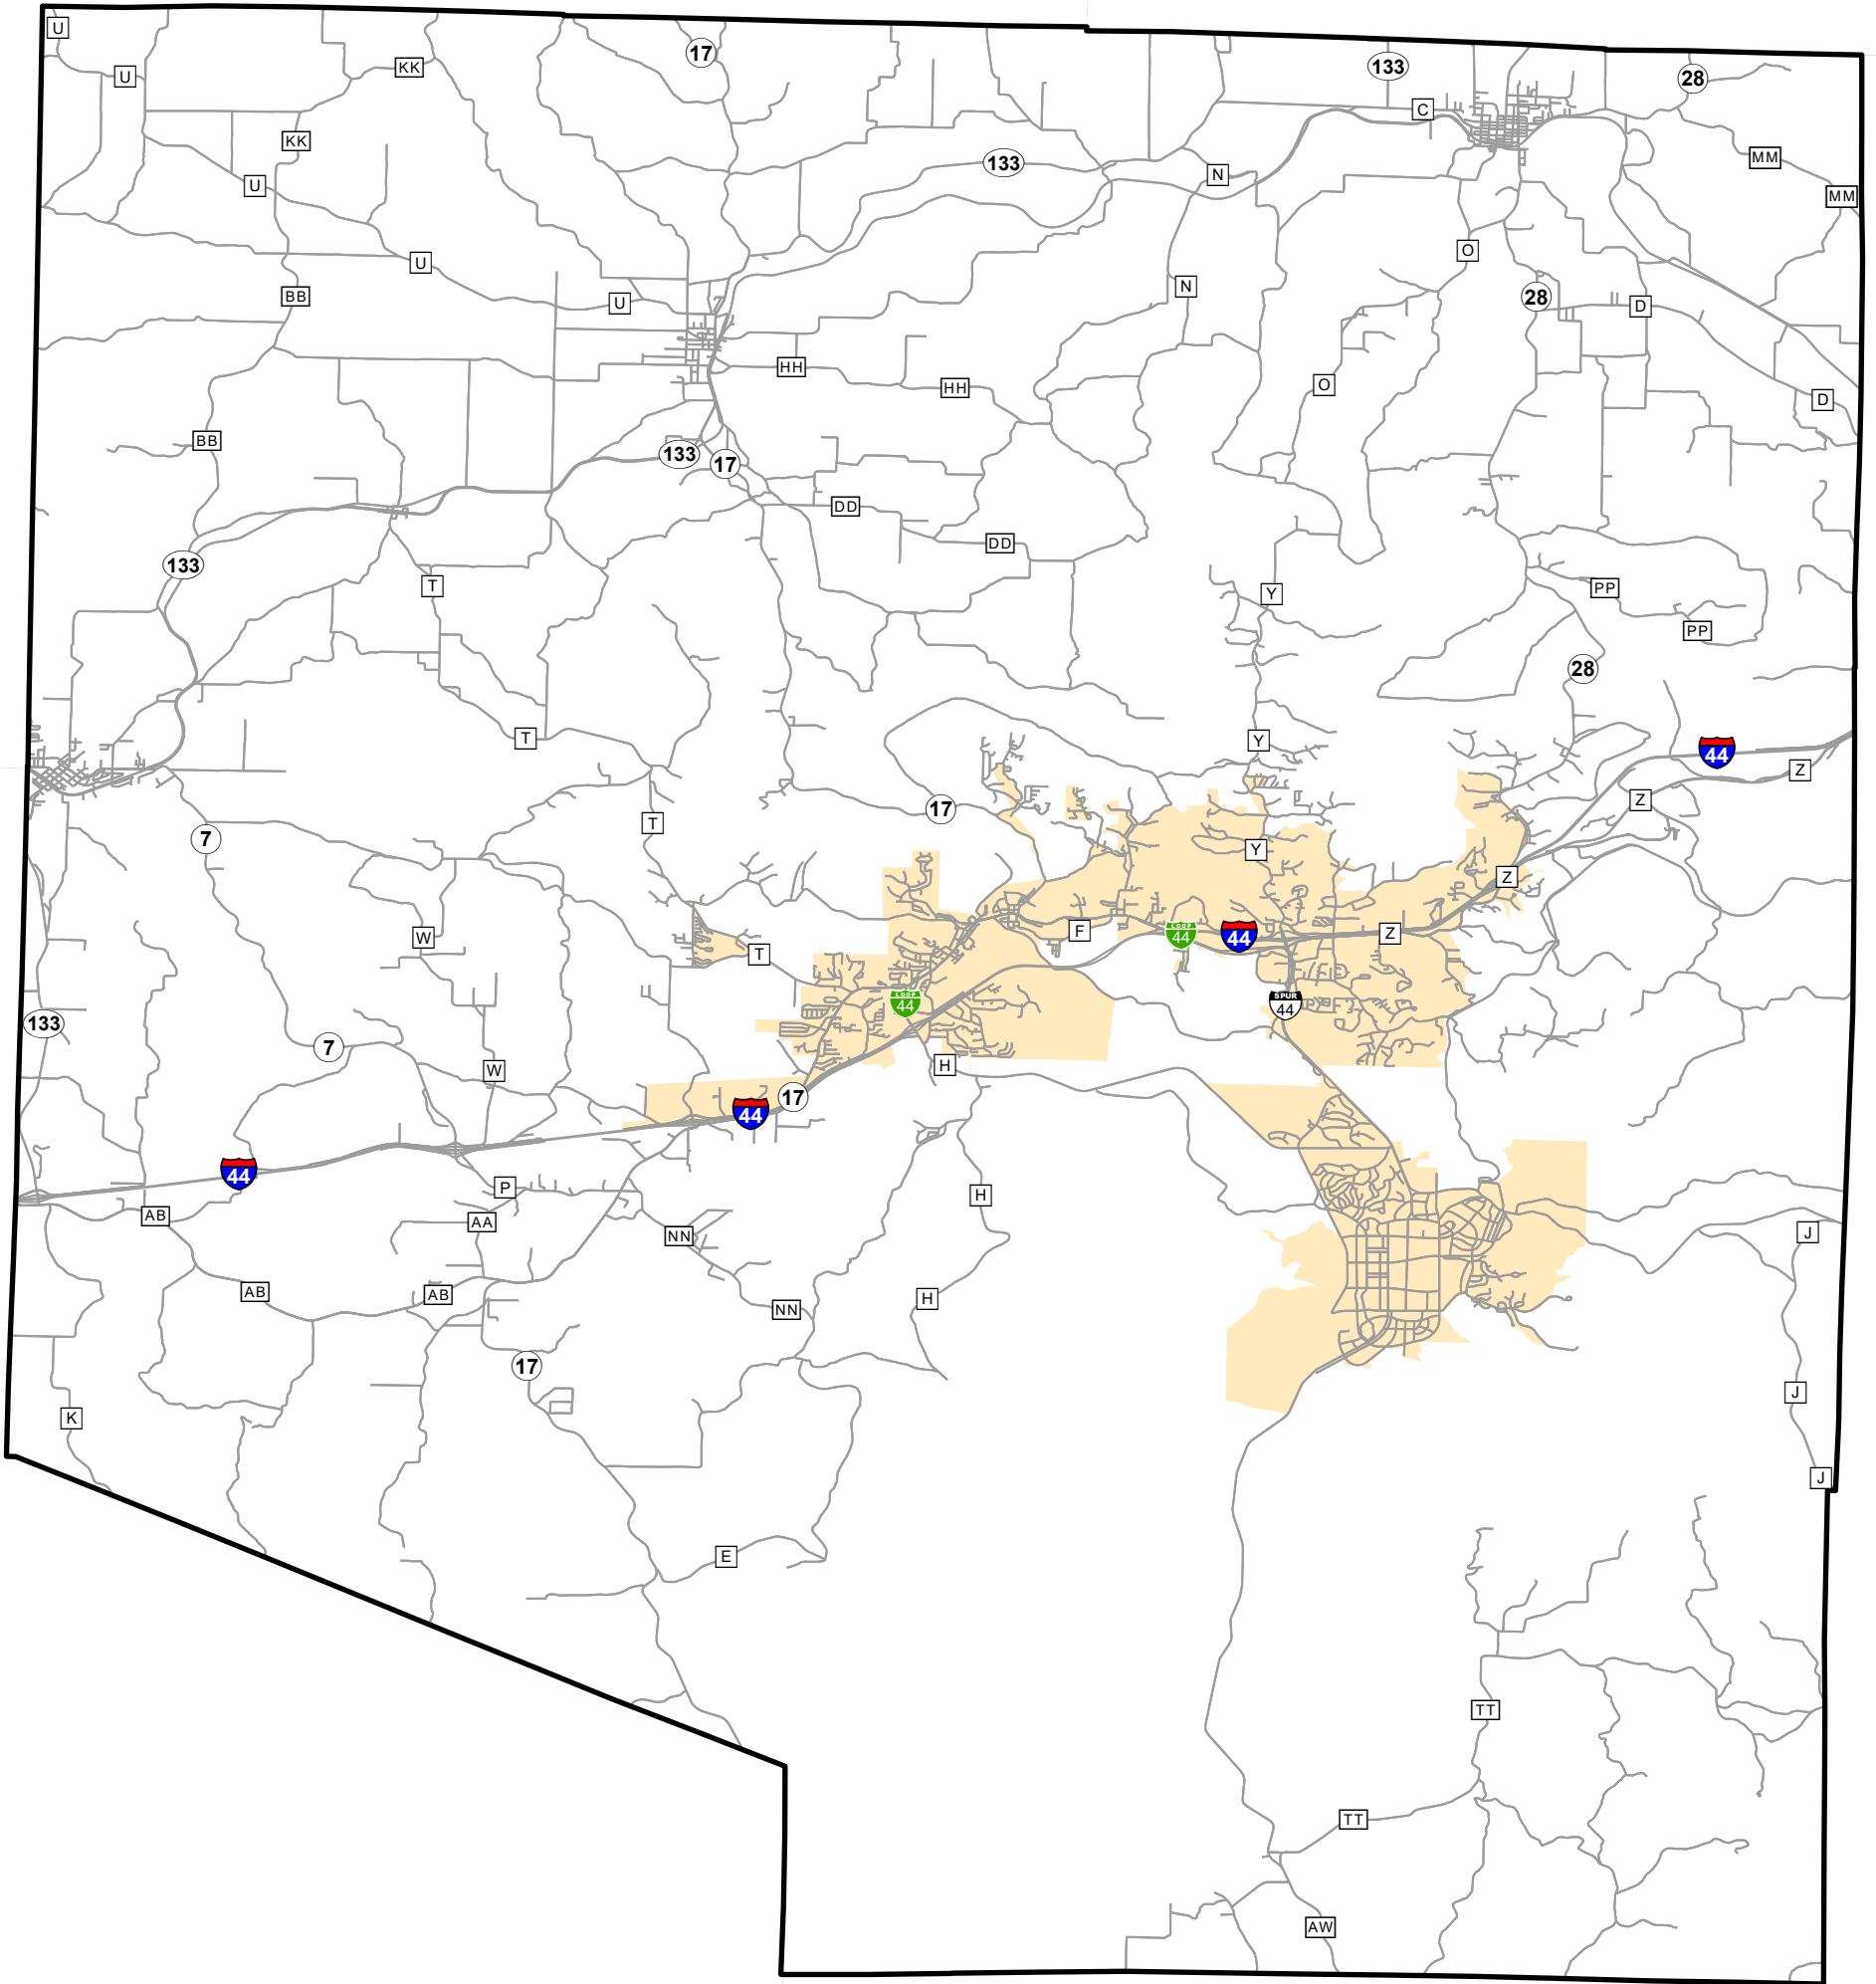 U
17
133
28
KK
U
C
KK
133
MM
N
U
MM
O
U
N
BB
28
U
D
HH
O
HH
D
BB
133
17
DD
DD
133
T
PP
Y
PP
28
T
Y
44
Z
Z
17
T
7
Y
Z
F
LOOP
44
44
Z
W
T
LOOP
44
SPUR
44
133
7
H
W
17
44
44
P
H
AB
AA
J
NN
AB
AB
H
NN
17
J
K
J
E
TT
TT
AW